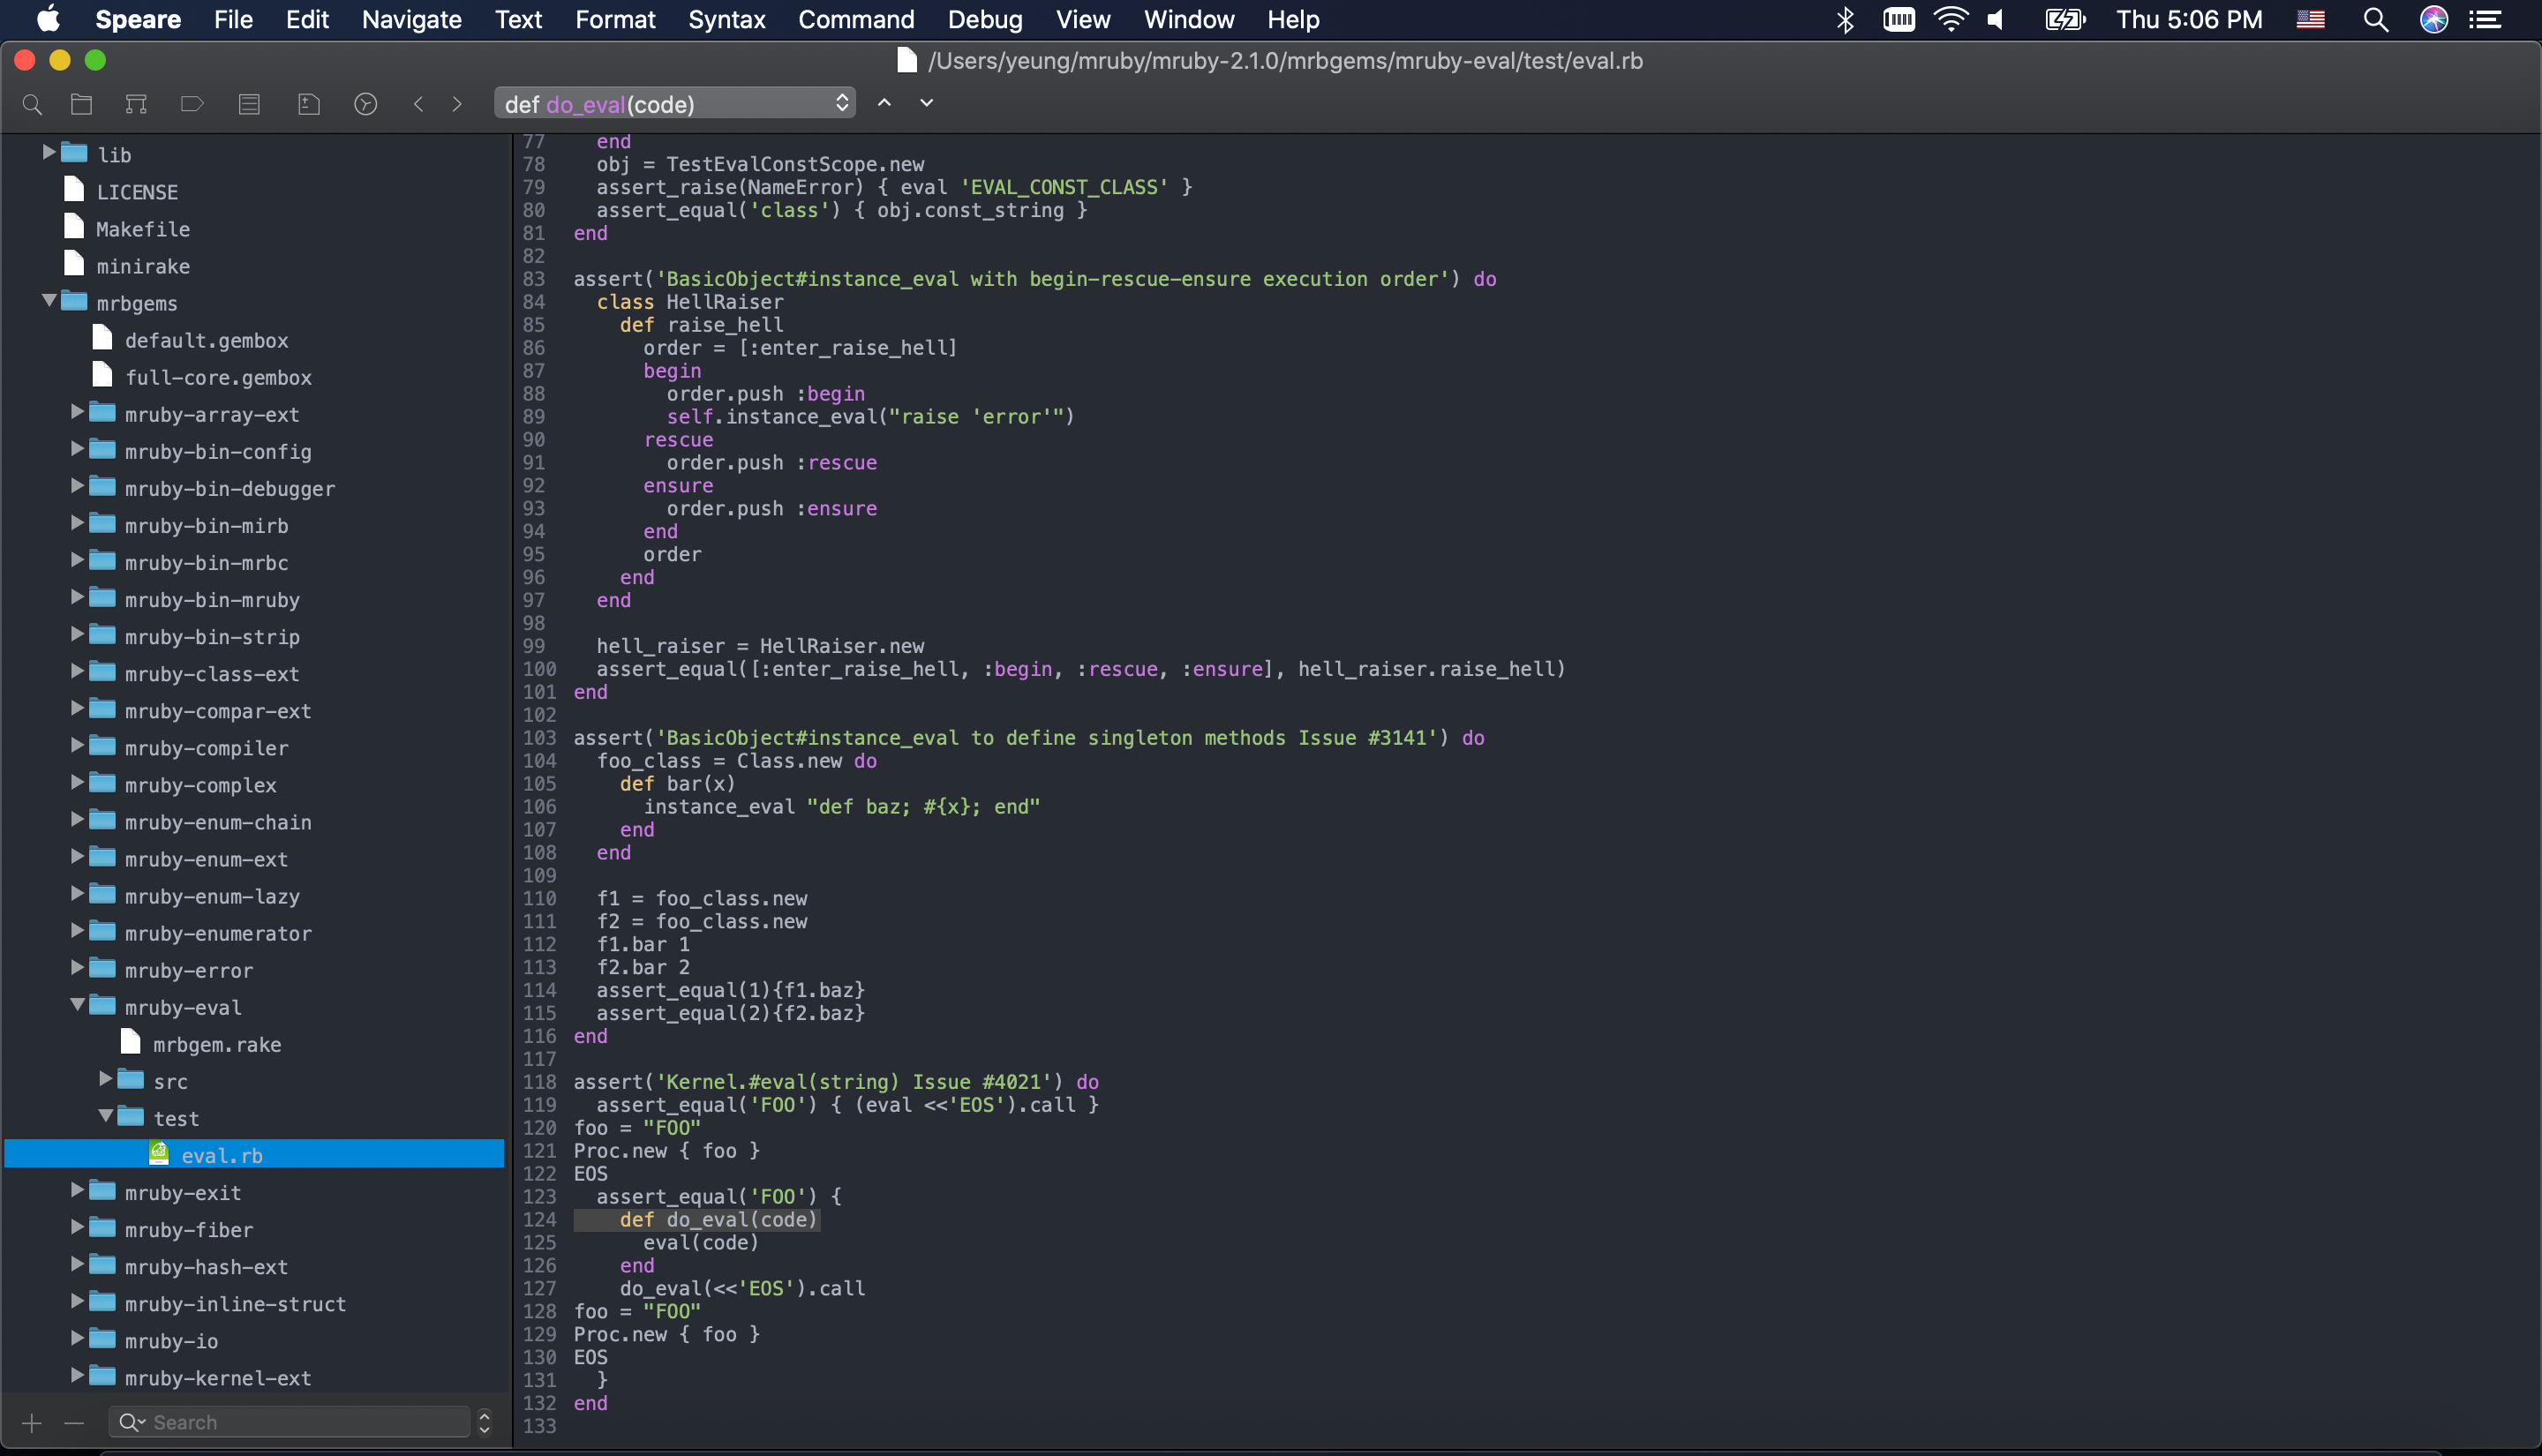 Speare File Edit Navigate Text Format Syntax Command Debug View Window Help Thu 5:06 PM
/Users/yeung/mruby/mruby-2.1.0/mrbgems/mruby-eval/test/eval.rb
def do_eval(code)
lib
LICENSE
Makefile
minirake
mrbgems
default.gembox
full-core.gembox
mruby-array-ext
mruby-bin-config
mruby-bin-debugger
mruby-bin-mirb
mruby-bin-mrbc
mruby-bin-mruby
mruby-bin-strip
mruby-class-ext
mruby-compar-ext
mruby-compiler
mruby-complex
mruby-enum-chain
mruby-enum-ext
mruby-enum-lazy
mruby-enumerator
mruby-error
mruby-eval
mrbgem.rake
src
test
eval.rb
mruby-exit
mruby-fiber
mruby-hash-ext
mruby-inline-struct
mruby-io
mruby-kernel-ext
Search
77   end
78   obj = TestEvalConstScope.new
79   assert_raise(NameError) { eval 'EVAL_CONST_CLASS' }
80   assert_equal('class') { obj.const_string }
81 end
82
83 assert('BasicObject#instance_eval with begin-rescue-ensure execution order') do
84   class HellRaiser
85     def raise_hell
86       order = [:enter_raise_hell]
87       begin
88         order.push :begin
89         self.instance_eval("raise 'error'")
90       rescue
91         order.push :rescue
92       ensure
93         order.push :ensure
94       end
95       order
96     end
97   end
98
99   hell_raiser = HellRaiser.new
100   assert_equal([:enter_raise_hell, :begin, :rescue, :ensure], hell_raiser.raise_hell)
101 end
102
103 assert('BasicObject#instance_eval to define singleton methods Issue #3141') do
104   foo_class = Class.new do
105     def bar(x)
106       instance_eval "def baz; #{x}; end"
107     end
108   end
109
110   f1 = foo_class.new
111   f2 = foo_class.new
112   f1.bar 1
113   f2.bar 2
114   assert_equal(1){f1.baz}
115   assert_equal(2){f2.baz}
116 end
117
118 assert('Kernel.#eval(string) Issue #4021') do
119   assert_equal('FOO') { (eval <<'EOS').call }
120 foo = "FOO"
121 Proc.new { foo }
122 EOS
123   assert_equal('FOO') {
124     def do_eval(code)
125       eval(code)
126     end
127     do_eval(<<'EOS').call
128 foo = "FOO"
129 Proc.new { foo }
130 EOS
131   }
132 end
133